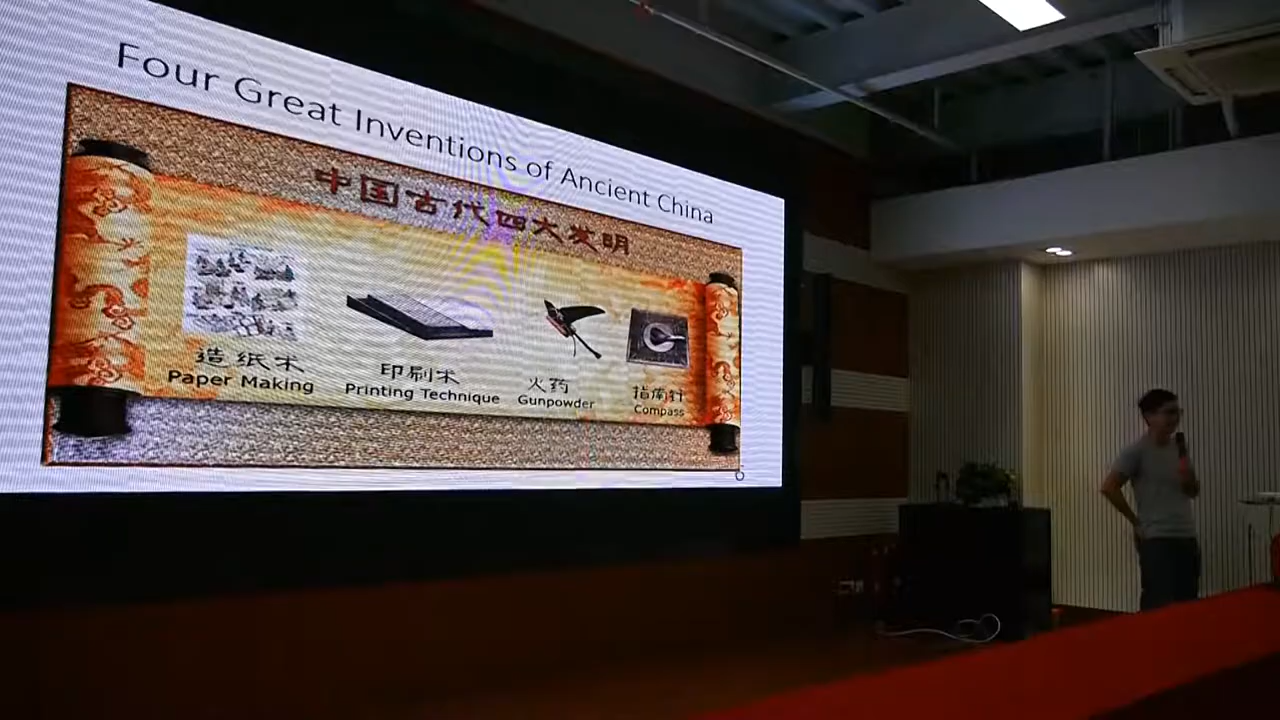 Four Great Inventions of Ancient China
中国古代四大发明
造纸术
Paper Making
印刷术
Printing Technique
火药
Gunpowder
指南针
Compass